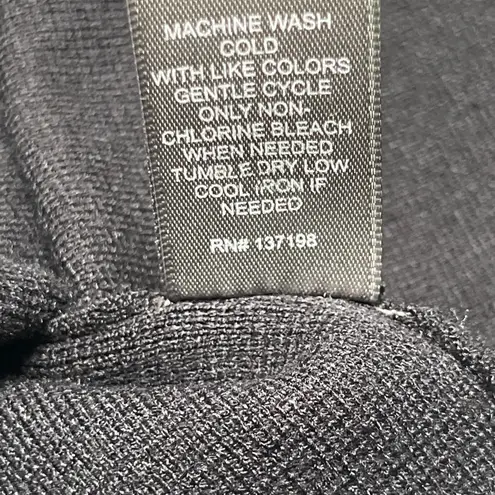 MACHINE WASH
COLD
WITH LIKE COLORS
GENTLE CYCLE
ONLY NON-
CHLORINE BLEACH
WHEN NEEDED
TUMBLE DRY LOW
COOL IRON IF
NEEDED
RN# 137198